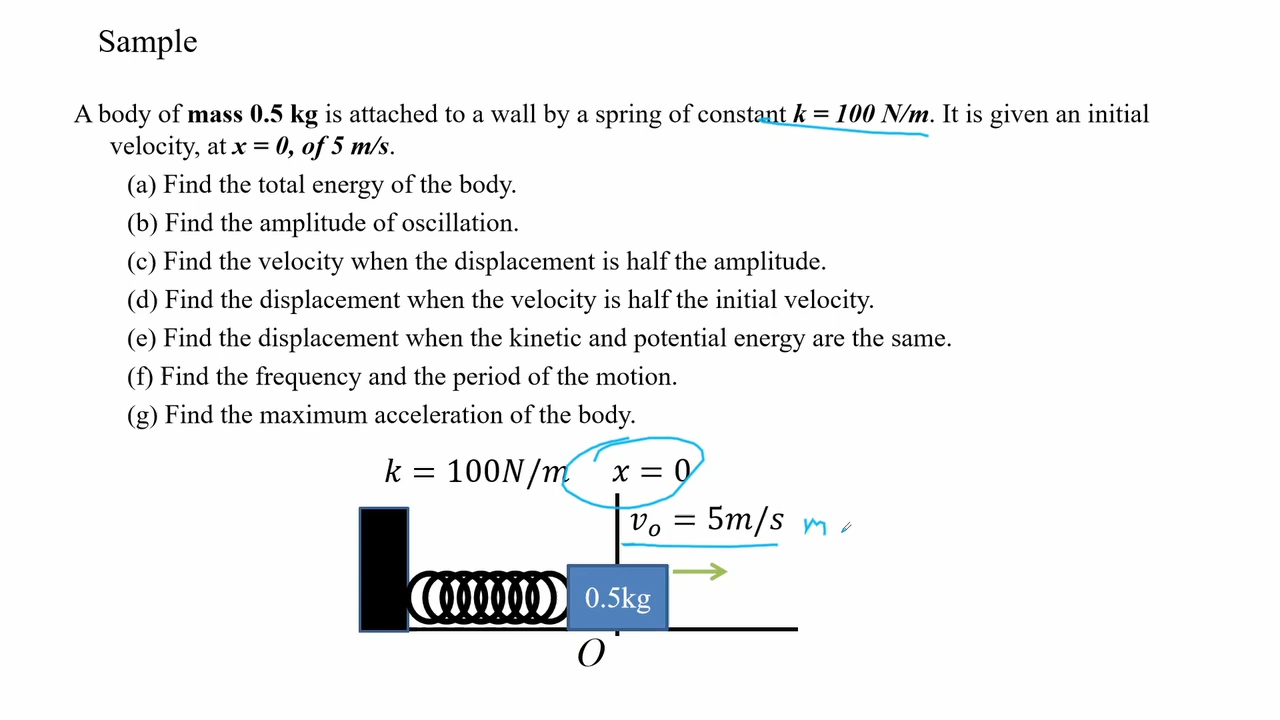 Sample
A body of mass 0.5 kg is attached to a wall by a spring of constant k = 100 N/m. It is given an initial
velocity, at x = 0, of 5 m/s.
(a) Find the total energy of the body.
(b) Find the amplitude of oscillation.
(c) Find the velocity when the displacement is half the amplitude.
(d) Find the displacement when the velocity is half the initial velocity.
(e) Find the displacement when the kinetic and potential energy are the same.
(f) Find the frequency and the period of the motion.
(g) Find the maximum acceleration of the body.
k = 100N/m x = 0
v₀ = 5m/s m
0.5kg
O